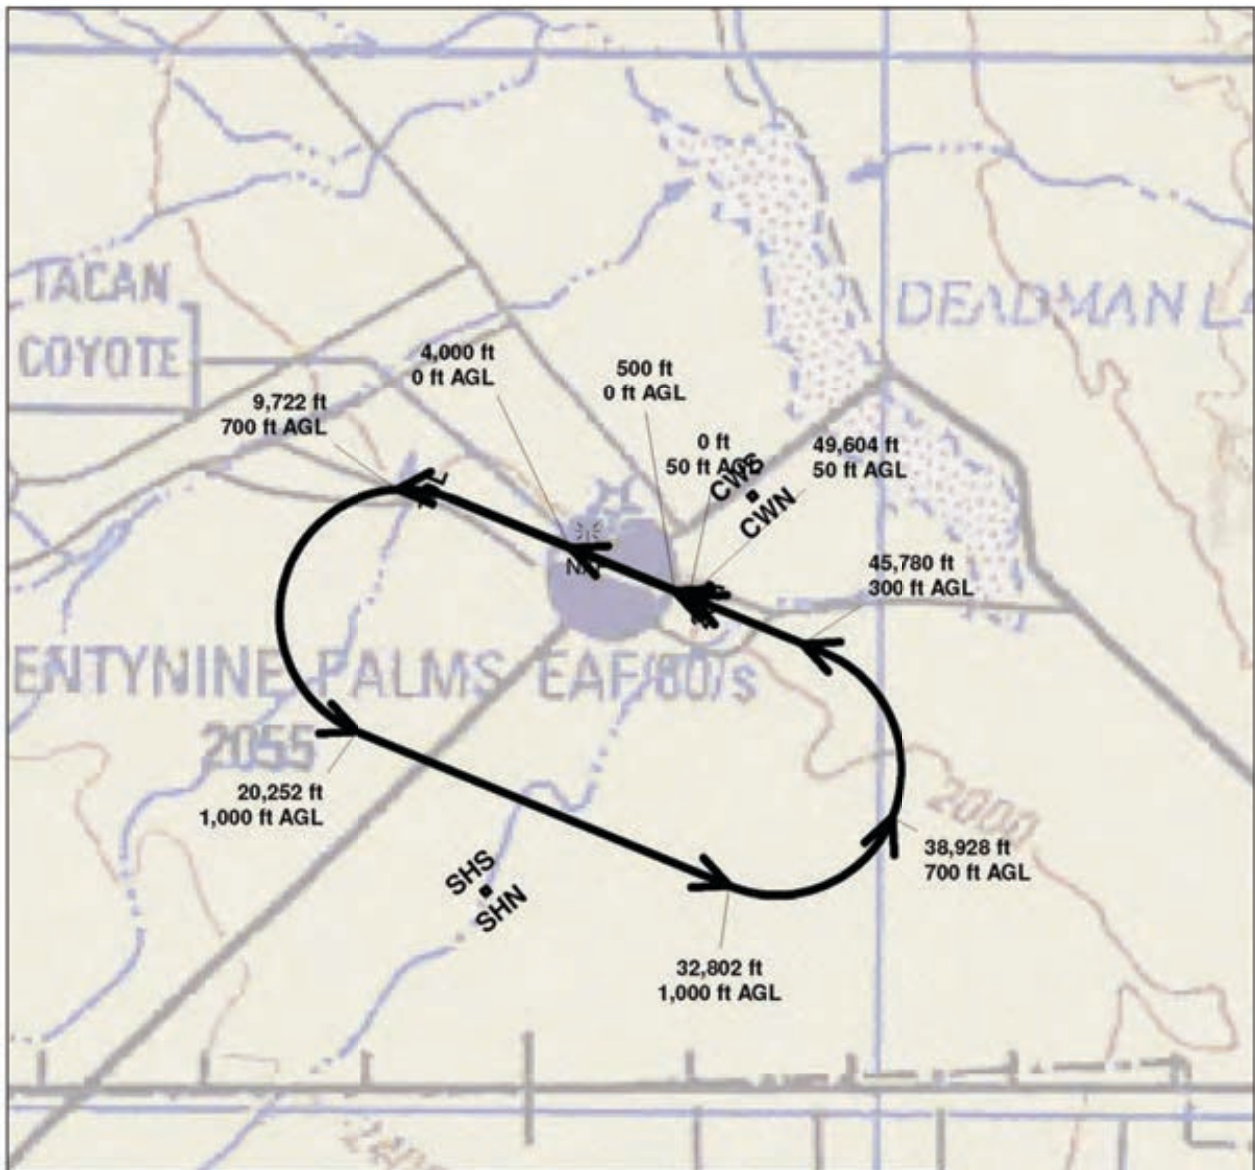 TACAN
COYOTE
DEADMAN L
4,000 ft
0 ft AGL
500 ft
0 ft AGL
9,722 ft
700 ft AGL
0 ft
50 ft AGL
49,604 ft
50 ft AGL
CWS
CWN
45,780 ft
300 ft AGL
ENTYNINE PALMS EAF/60/s
2055
20,252 ft
1,000 ft AGL
2000
38,928 ft
700 ft AGL
SHS
SHN
32,802 ft
1,000 ft AGL